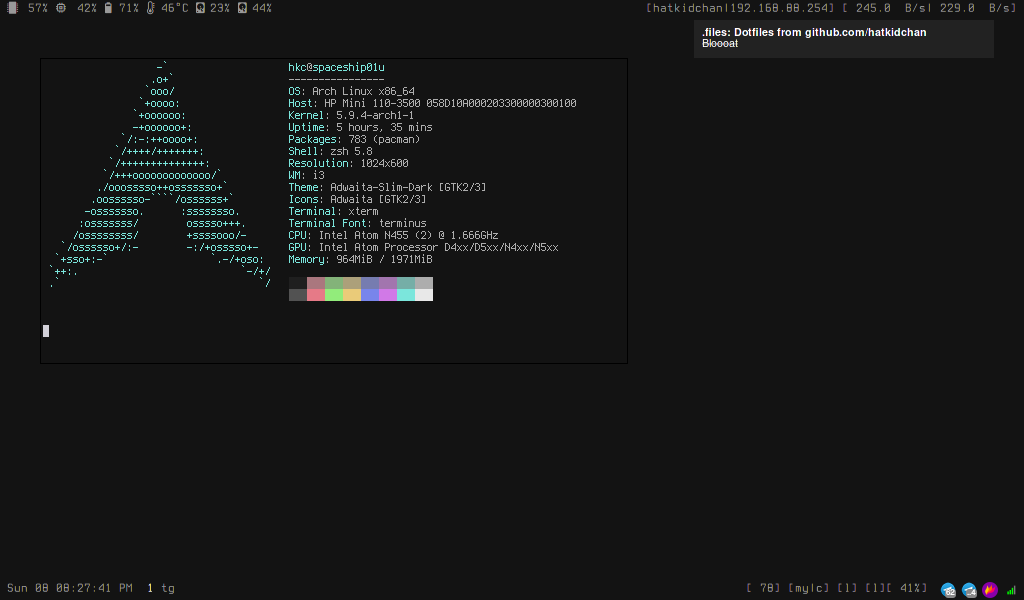 57% 42% 71% 46°C 23% 44% [hatkidchan|192.168.88.254] [ 245.0 B/s| 229.0 B/s]
.files: Dotfiles from github.com/hatkidchan
Bloooat
hkc@spaceship01u
----------------
OS: Arch Linux x86_64
Host: HP Mini 110-3500 058D10A000203300000300100
Kernel: 5.9.4-arch1-1
Uptime: 5 hours, 35 mins
Packages: 783 (pacman)
Shell: zsh 5.8
Resolution: 1024x600
WM: i3
Theme: Adwaita-Slim-Dark [GTK2/3]
Icons: Adwaita [GTK2/3]
Terminal: xterm
Terminal Font: terminus
CPU: Intel Atom N455 (2) @ 1.666GHz
GPU: Intel Atom Processor D4xx/D5xx/N4xx/N5xx
Memory: 964MiB / 1971MiB
Sun 08 08:27:41 PM 1 tg [ 78] [my|c] [1] [1][ 41%]